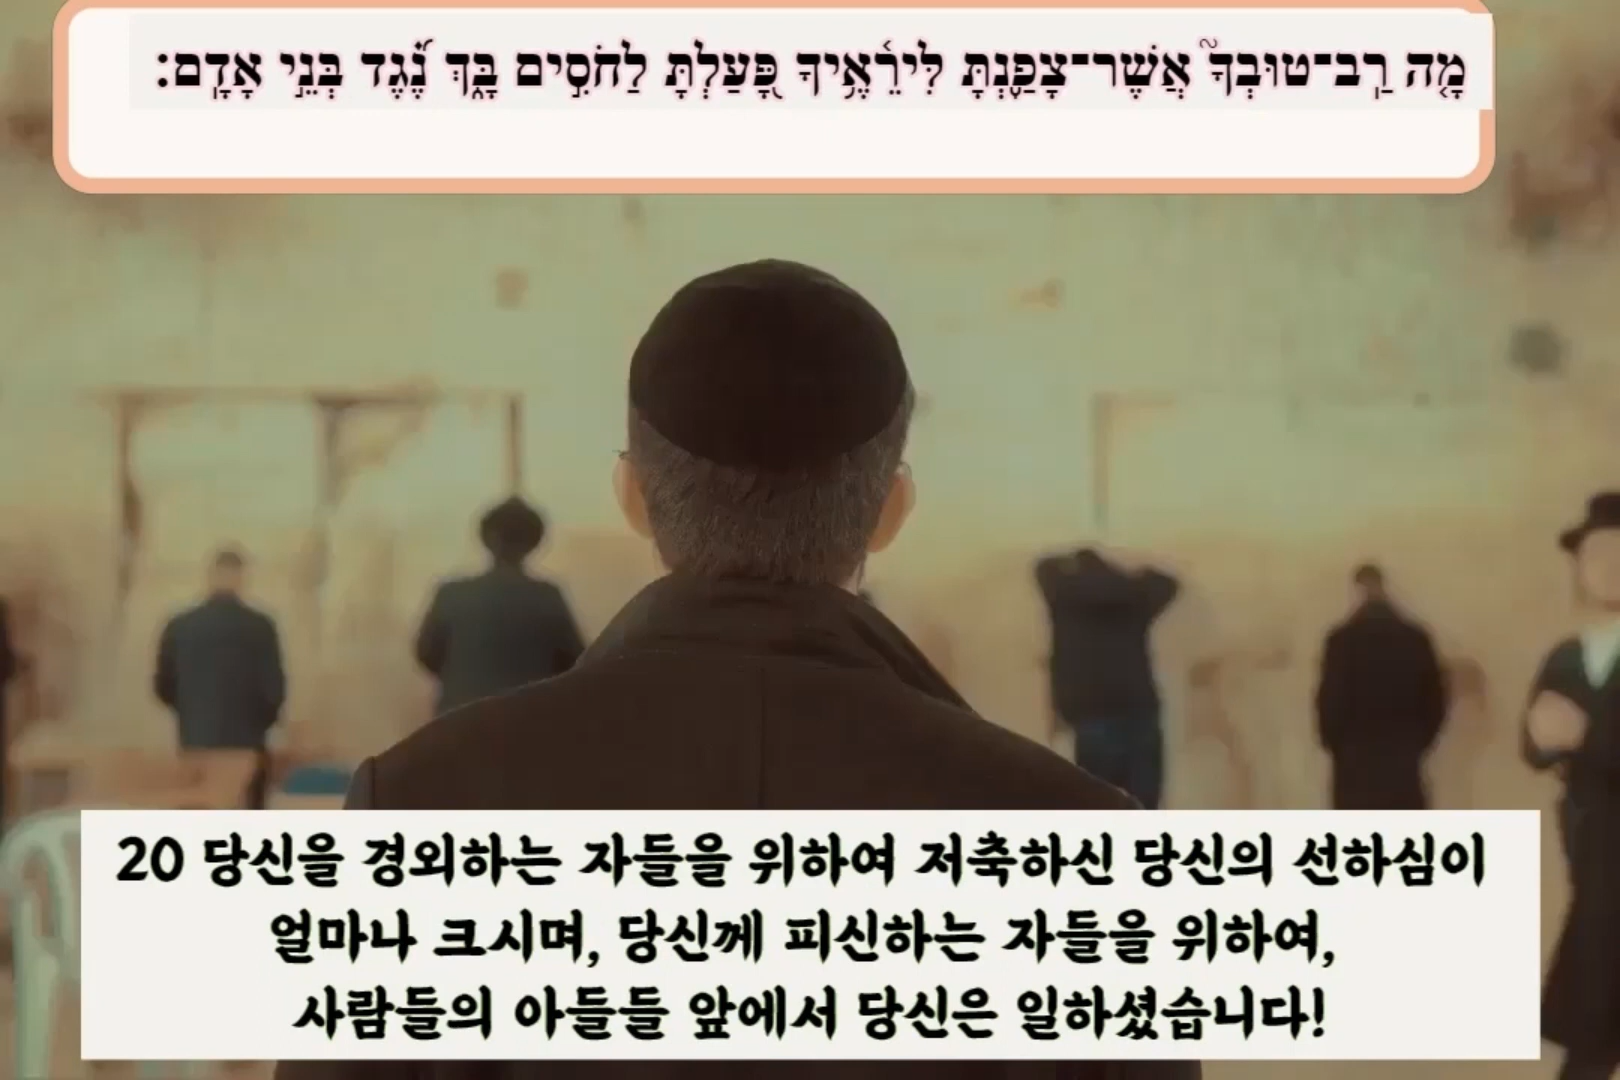 מָ֤ה רַֽב־טוּבְךָ֮ אֲשֶׁר־צָפַ֪נְתָּ לִּירֵ֫אֶ֥יךָ פָּ֭עַלְתָּ לַחֹסִ֣ים בָּ֑ךְ נֶ֝֗גֶד בְּנֵ֣י אָדָֽם׃
20 당신을 경외하는 자들을 위하여 저축하신 당신의 선하심이
얼마나 크시며, 당신께 피신하는 자들을 위하여,
사람들의 아들들 앞에서 당신은 일하셨습니다!